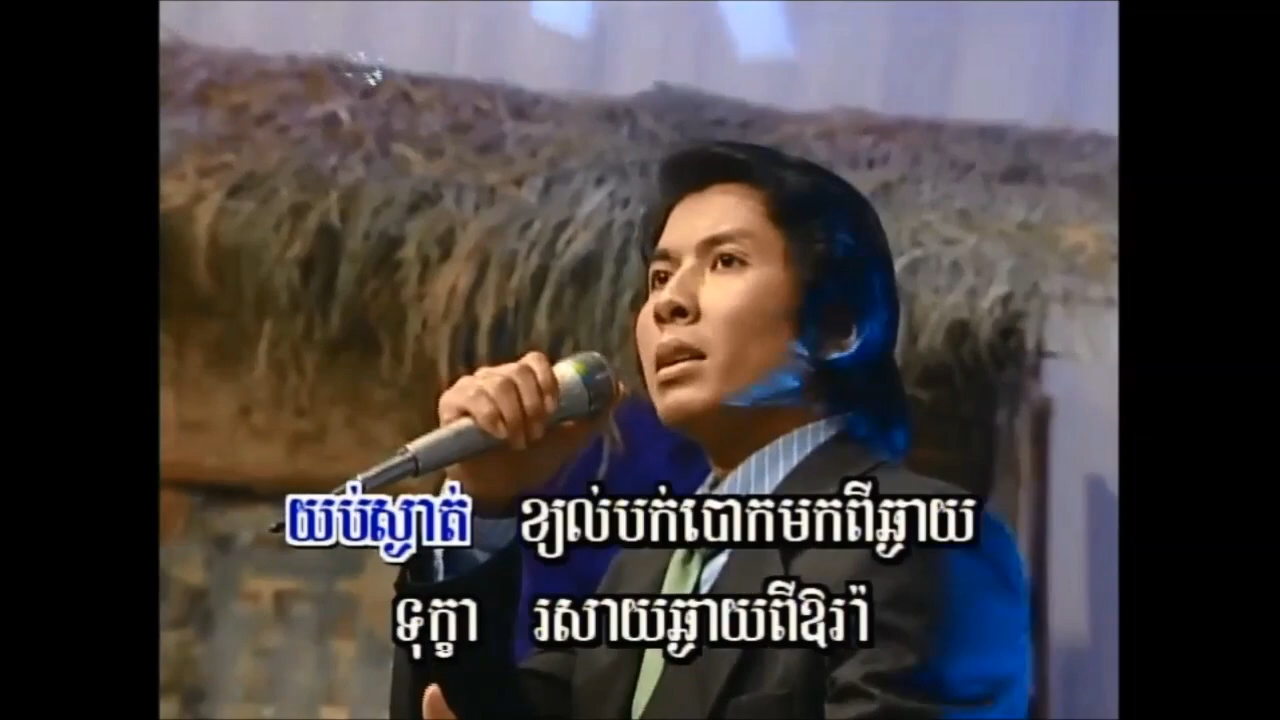 យប់ស្ងាត់ ខ្យល់បក់បោកមកពីឆ្ងាយ
ទុក្ខា រសាយឆ្ងាយពីឱរ៉ា